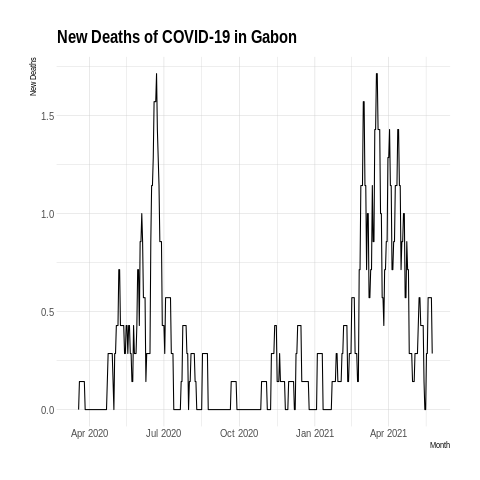 New Deaths of COVID-19 in Gabon
New Deaths
1.5
1.0
0.5
0.0
Apr 2020 Jul 2020 Oct 2020 Jan 2021 Apr 2021
Month